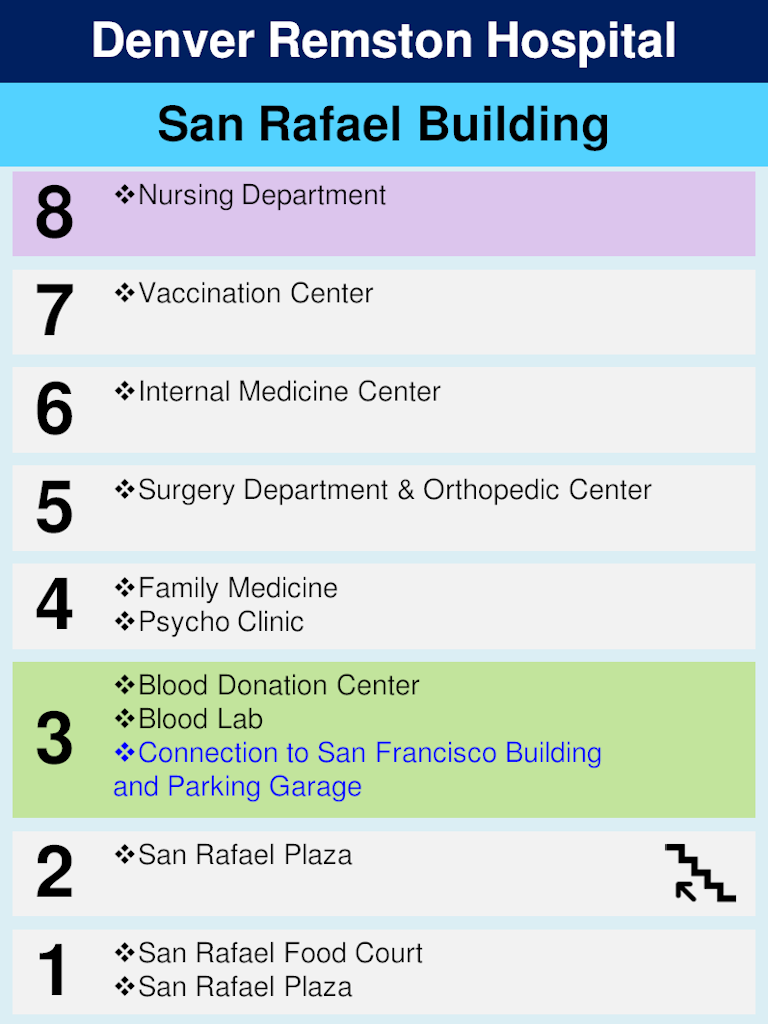 Denver Remston Hospital
San Rafael Building
8
❖Nursing Department
7
❖Vaccination Center
6
❖Internal Medicine Center
5
❖Surgery Department & Orthopedic Center
4
❖Family Medicine
❖Psycho Clinic
3
❖Blood Donation Center
❖Blood Lab
❖Connection to San Francisco Building
and Parking Garage
2
❖San Rafael Plaza
1
❖San Rafael Food Court
❖San Rafael Plaza